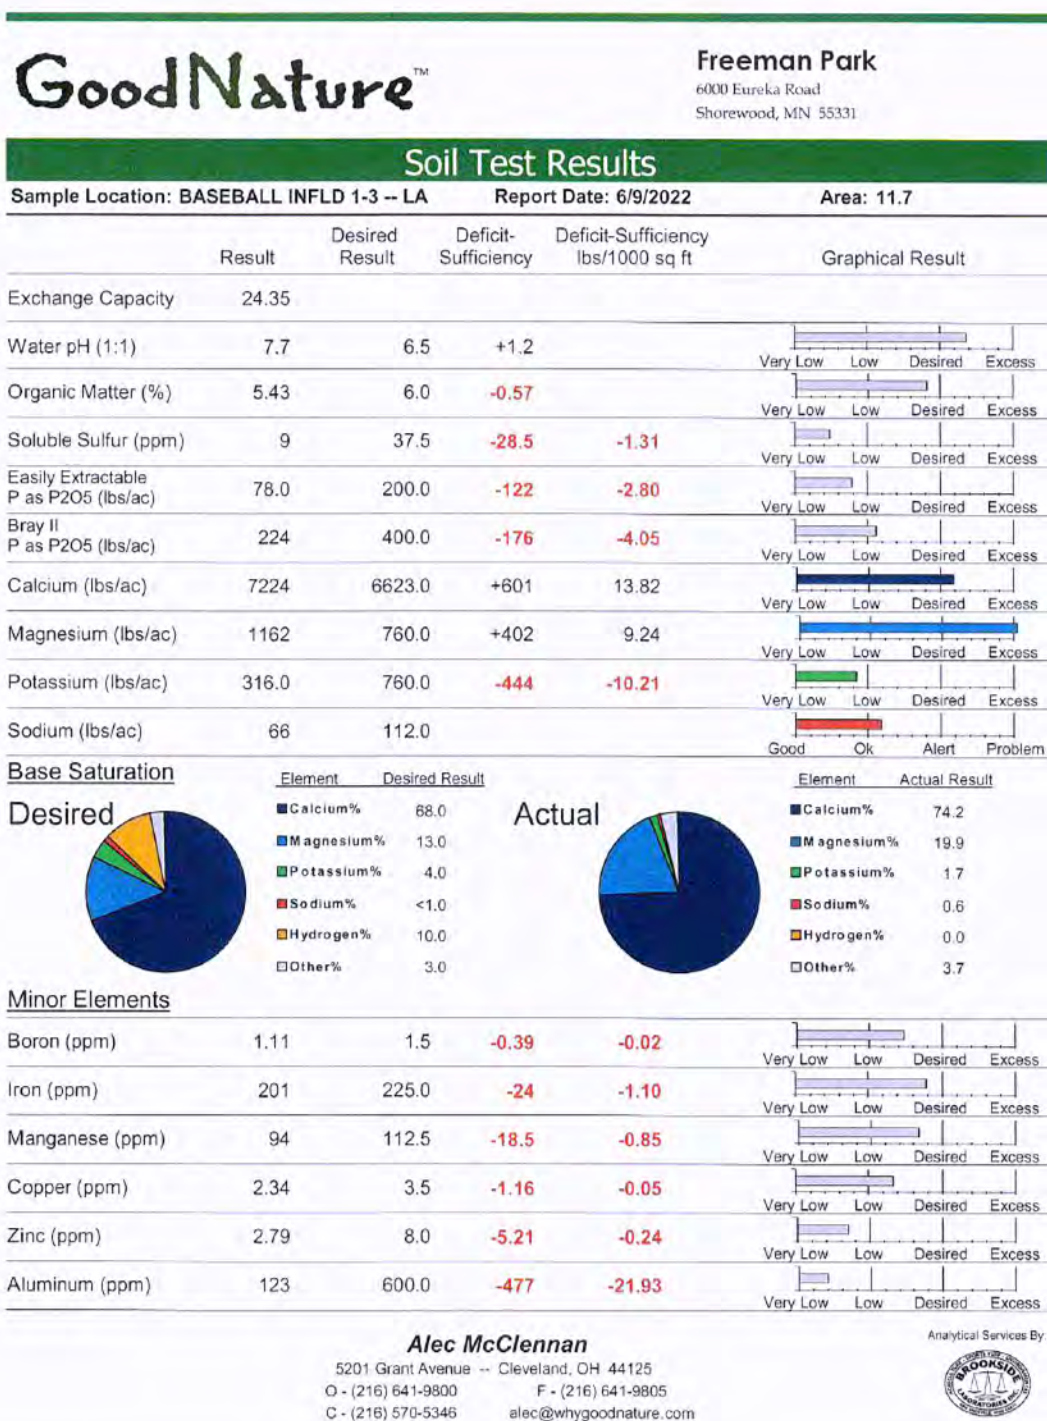 GoodNature™
Freeman Park
6000 Eureka Road
Shorewood, MN 55331
Soil Test Results
Sample Location: BASEBALL INFLD 1-3 -- LA Report Date: 6/9/2022 Area: 11.7
Result Desired Result Deficit-Sufficiency Deficit-Sufficiency lbs/1000 sq ft Graphical Result
Exchange Capacity 24.35
Water pH (1:1) 7.7 6.5 +1.2
Very Low Low Desired Excess
Organic Matter (%) 5.43 6.0 -0.57
Very Low Low Desired Excess
Soluble Sulfur (ppm) 9 37.5 -28.5 -1.31
Very Low Low Desired Excess
Easily Extractable
P as P2O5 (lbs/ac) 78.0 200.0 -122 -2.80
Very Low Low Desired Excess
Bray II
P as P2O5 (lbs/ac) 224 400.0 -176 -4.05
Very Low Low Desired Excess
Calcium (lbs/ac) 7224 6623.0 +601 13.82
Very Low Low Desired Excess
Magnesium (lbs/ac) 1162 760.0 +402 9.24
Very Low Low Desired Excess
Potassium (lbs/ac) 316.0 760.0 -444 -10.21
Very Low Low Desired Excess
Sodium (lbs/ac) 66 112.0
Good Ok Alert Problem
Base Saturation
Desired
Element Desired Result
Calcium% 68.0
Magnesium% 13.0
Potassium% 4.0
Sodium% <1.0
Hydrogen% 10.0
Other% 3.0
Actual
Element Actual Result
Calcium% 74.2
Magnesium% 19.9
Potassium% 1.7
Sodium% 0.6
Hydrogen% 0.0
Other% 3.7
Minor Elements
Boron (ppm) 1.11 1.5 -0.39 -0.02
Very Low Low Desired Excess
Iron (ppm) 201 225.0 -24 -1.10
Very Low Low Desired Excess
Manganese (ppm) 94 112.5 -18.5 -0.85
Very Low Low Desired Excess
Copper (ppm) 2.34 3.5 -1.16 -0.05
Very Low Low Desired Excess
Zinc (ppm) 2.79 8.0 -5.21 -0.24
Very Low Low Desired Excess
Aluminum (ppm) 123 600.0 -477 -21.93
Very Low Low Desired Excess
Alec McClennan
5201 Grant Avenue -- Cleveland, OH 44125
O - (216) 641-9800 F - (216) 641-9805
C - (216) 570-5346 alec@whygoodnature.com
Analytical Services By:
BROOKSIDE
LABORATORIES INC.